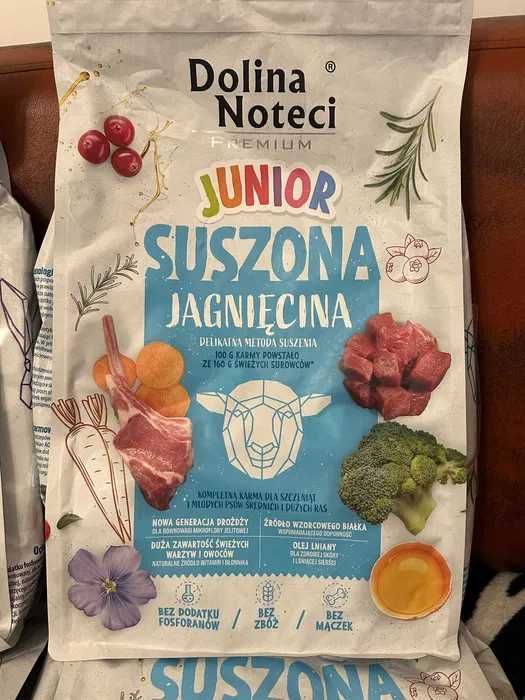 Dolina ®
Noteci
PREMIUM
JUNIOR
SUSZONA
JAGNIĘCINA
DELIKATNA METODA SUSZENIA
100 G KARMY POWSTAŁO
ZE 160 G ŚWIEŻYCH SUROWCÓW*
KOMPLETNA KARMA DLA SZCZENIĄT
I MŁODYCH PSÓW ŚREDNICH I DUŻYCH RAS
NOWA GENERACJA DROŻDŻY
DLA RÓWNOWAGI MIKROFLORY JELITOWEJ
ŹRÓDŁO WZORCOWEGO BIAŁKA
WSPOMAGAJĄCEGO ODPORNOŚĆ
DUŻA ZAWARTOŚĆ ŚWIEŻYCH
WARZYW I OWOCÓW
NATURALNE ŹRÓDŁO WITAMIN I BŁONNIKA
OLEJ LNIANY
DLA ZDROWEJ SKÓRY
I LŚNIĄCEJ SIERŚCI
BEZ DODATKU
FOSFORANÓW
/
BEZ
ZBÓŻ
/
BEZ
MĄCZEK
SUSZONA